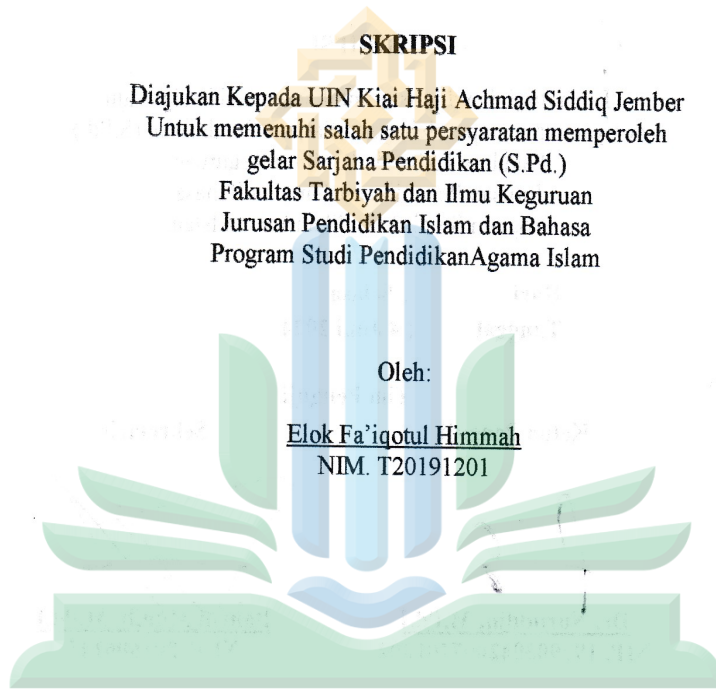 SKRIPSI
Diajukan Kepada UIN Kiai Haji Achmad Siddiq Jember
Untuk memenuhi salah satu persyaratan memperoleh
gelar Sarjana Pendidikan (S.Pd.)
Fakultas Tarbiyah dan Ilmu Keguruan
Jurusan Pendidikan Islam dan Bahasa
Program Studi PendidikanAgama Islam
Oleh:
Elok Fa’iqotul Himmah
NIM. T20191201